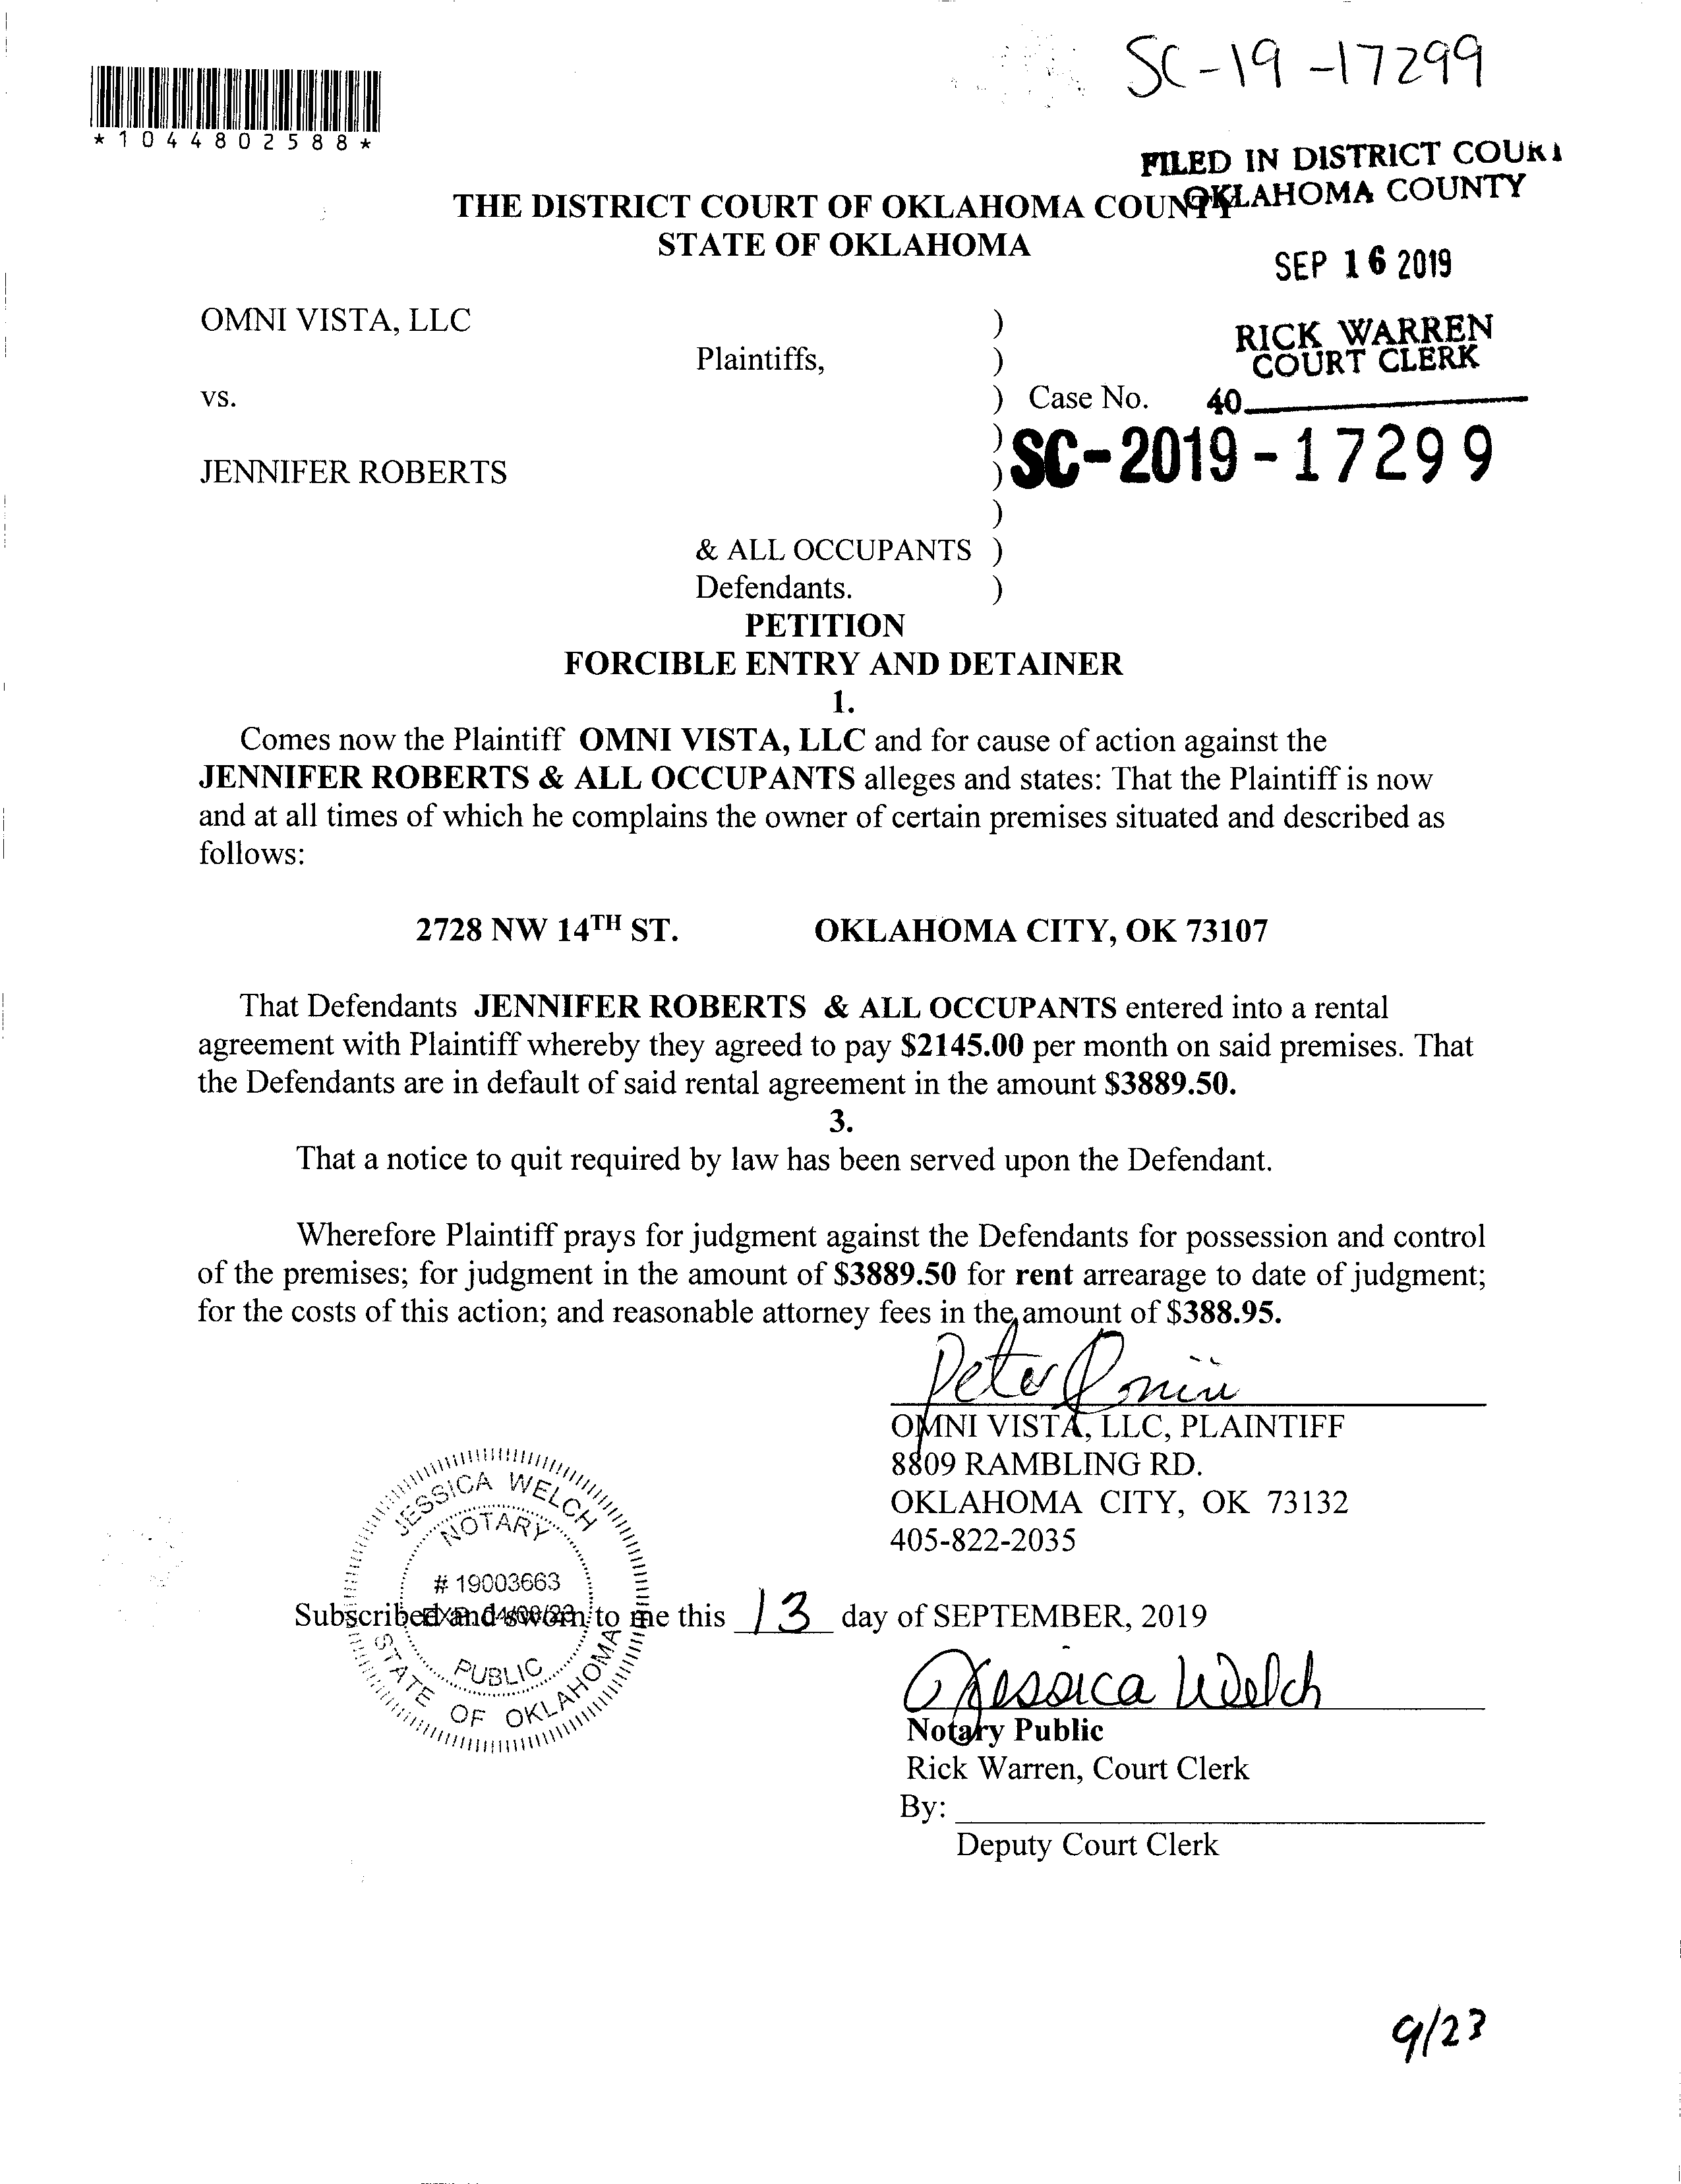 SC-19-17299
*1044802588*
FILED IN DISTRICT COURT
OKLAHOMA COUNTY
THE DISTRICT COURT OF OKLAHOMA COUNTY
STATE OF OKLAHOMA
SEP 16 2019
OMNI VISTA, LLC )
RICK WARREN
COURT CLERK
Plaintiffs, )
vs. ) Case No. 40
) SC-2019-17299
JENNIFER ROBERTS )
)
& ALL OCCUPANTS )
Defendants. )
PETITION
FORCIBLE ENTRY AND DETAINER
1.
Comes now the Plaintiff OMNI VISTA, LLC and for cause of action against the
JENNIFER ROBERTS & ALL OCCUPANTS alleges and states: That the Plaintiff is now
and at all times of which he complains the owner of certain premises situated and described as
follows:
2728 NW 14TH ST. OKLAHOMA CITY, OK 73107
That Defendants JENNIFER ROBERTS & ALL OCCUPANTS entered into a rental
agreement with Plaintiff whereby they agreed to pay $2145.00 per month on said premises. That
the Defendants are in default of said rental agreement in the amount $3889.50.
3.
That a notice to quit required by law has been served upon the Defendant.
Wherefore Plaintiff prays for judgment against the Defendants for possession and control
of the premises; for judgment in the amount of $3889.50 for rent arrearage to date of judgment;
for the costs of this action; and reasonable attorney fees in the amount of $388.95.
Peter
OMNI VISTA, LLC, PLAINTIFF
8809 RAMBLING RD.
OKLAHOMA CITY, OK 73132
405-822-2035
JESSICA WELCH
NOTARY
# 19003663
PUBLIC
STATE OF OKLAHOMA
Subscribed and sworn to me this 13 day of SEPTEMBER, 2019
Jessica Welch
Notary Public
Rick Warren, Court Clerk
By:
Deputy Court Clerk
9/23